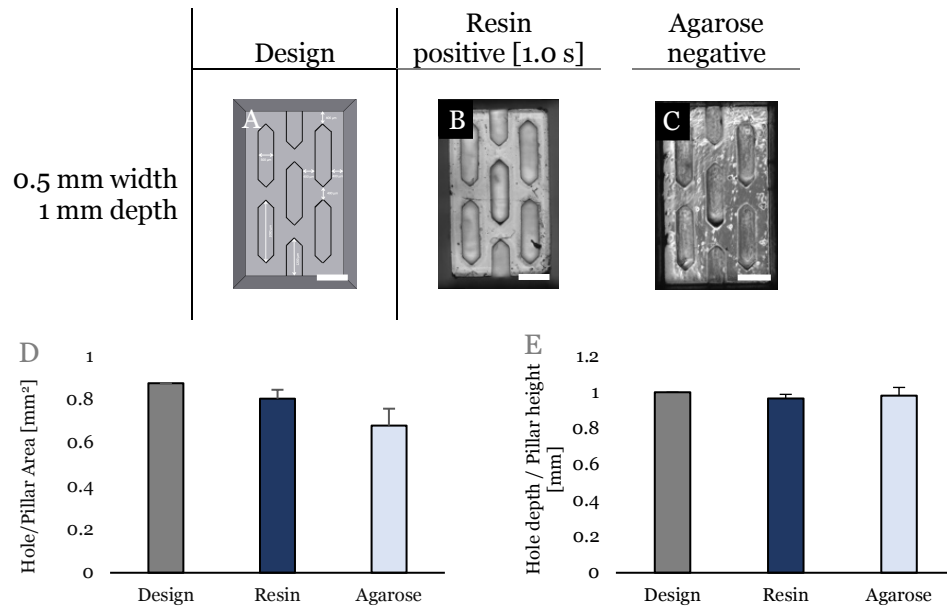 Design
Resin
positive [1.0 s]
Agarose
negative
0.5 mm width
1 mm depth
A
B
C
D
Hole/Pillar Area [mm²]
1
0.8
0.6
0.4
0.2
0
Design
Resin
Agarose
E
Hole depth / Pillar height
[mm]
1.2
1
0.8
0.6
0.4
0.2
0
Design
Resin
Agarose